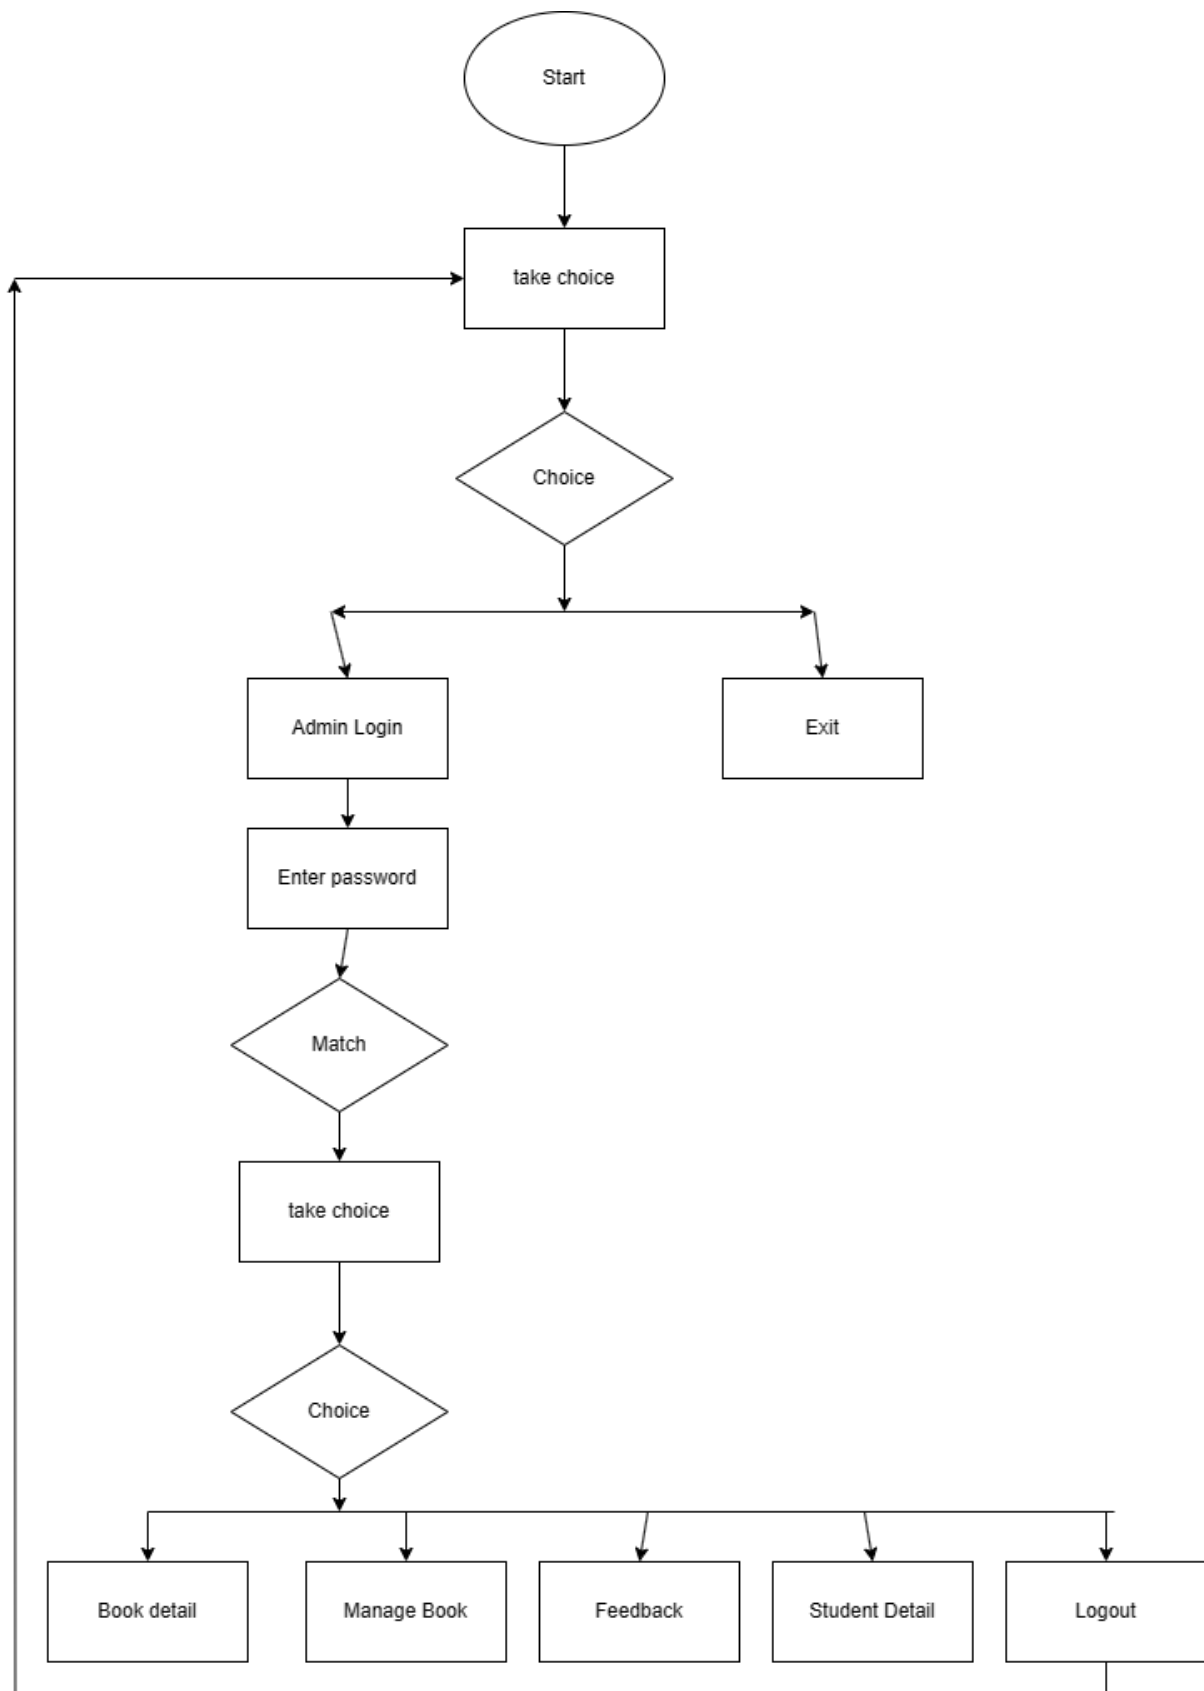 Start
take choice
Choice
Admin Login
Exit
Enter password
Match
take choice
Choice
Book detail
Manage Book
Feedback
Student Detail
Logout